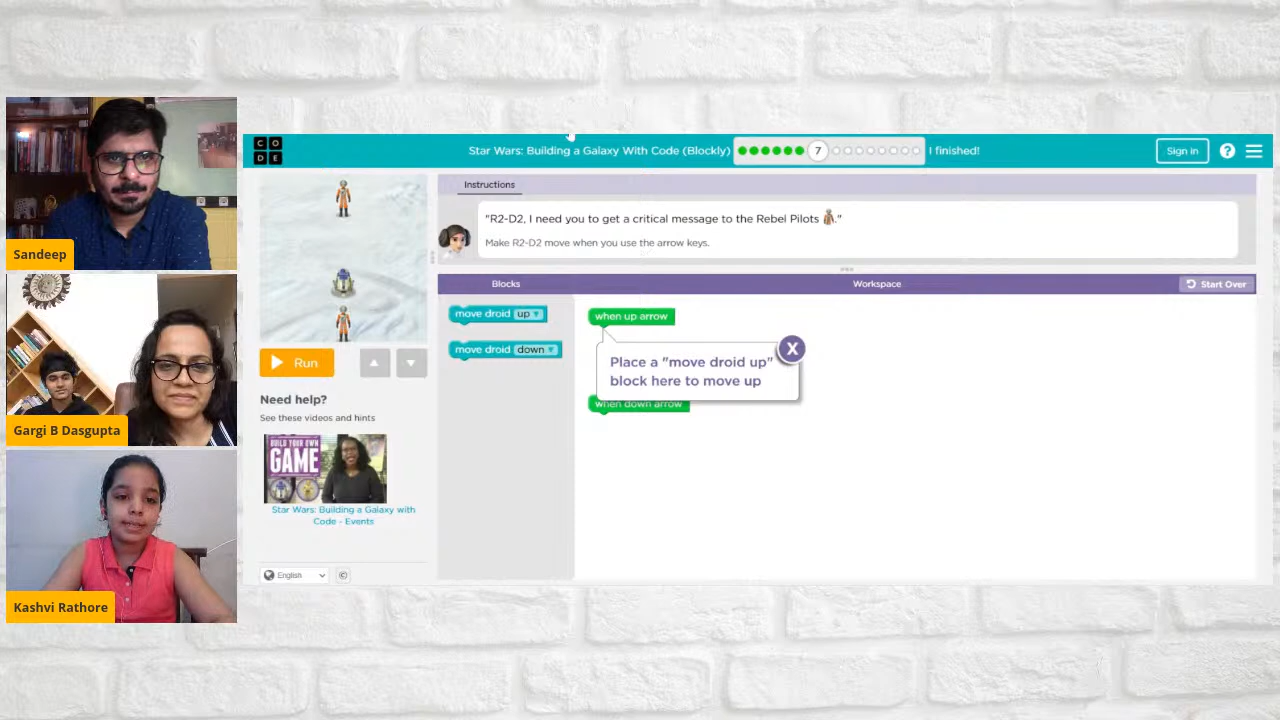 Sandeep
Gargi B Dasgupta
Kashvi Rathore
C O
D E
Star Wars: Building a Galaxy With Code (Blockly)
7
I finished!
Sign in
?
Instructions
"R2-D2, I need you to get a critical message to the Rebel Pilots ."
Make R2-D2 move when you use the arrow keys.
Blocks
Workspace
Start Over
move droid up
move droid down
when up arrow
Place a "move droid up"
block here to move up
X
when down arrow
Run
Need help?
See these videos and hints
BUILD YOUR OWN
GAME
Star Wars: Building a Galaxy with
Code - Events
English
©